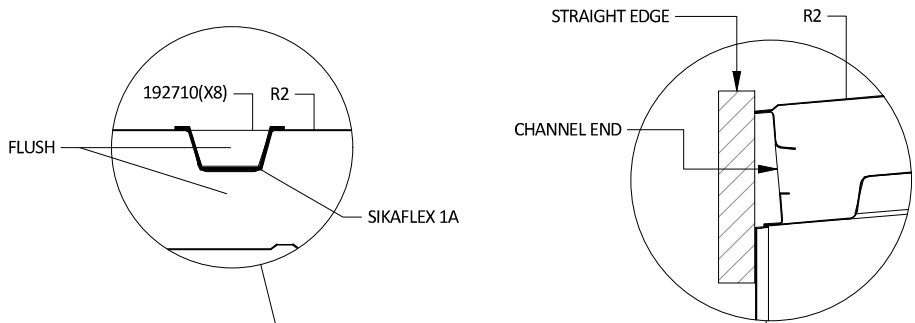 192710(X8)
R2
FLUSH
SIKAFLEX 1A
STRAIGHT EDGE
R2
CHANNEL END